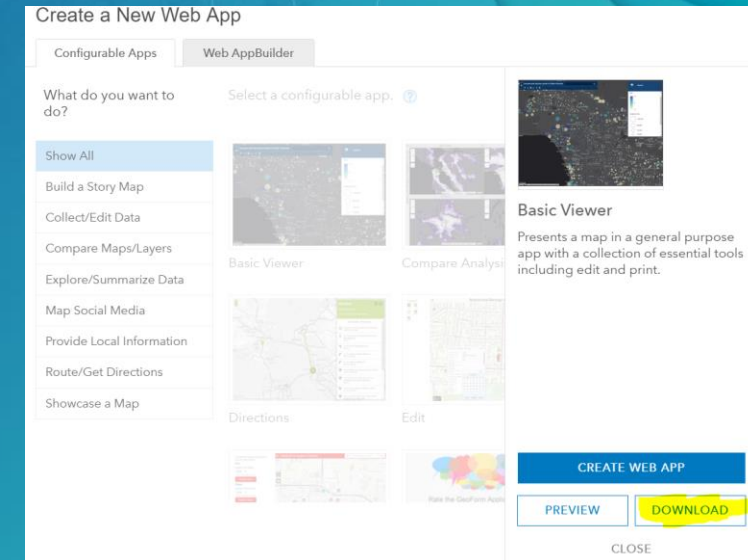 Create a New Web App
Configurable Apps
Web AppBuilder
What do you want to
do?
Select a configurable app.
Show All
Build a Story Map
Collect/Edit Data
Compare Maps/Layers
Explore/Summarize Data
Map Social Media
Provide Local Information
Route/Get Directions
Showcase a Map
Basic Viewer
Compare Analysi
Directions
Edit
Basic Viewer
Presents a map in a general purpose
app with a collection of essential tools
including edit and print.
CREATE WEB APP
PREVIEW
DOWNLOAD
CLOSE